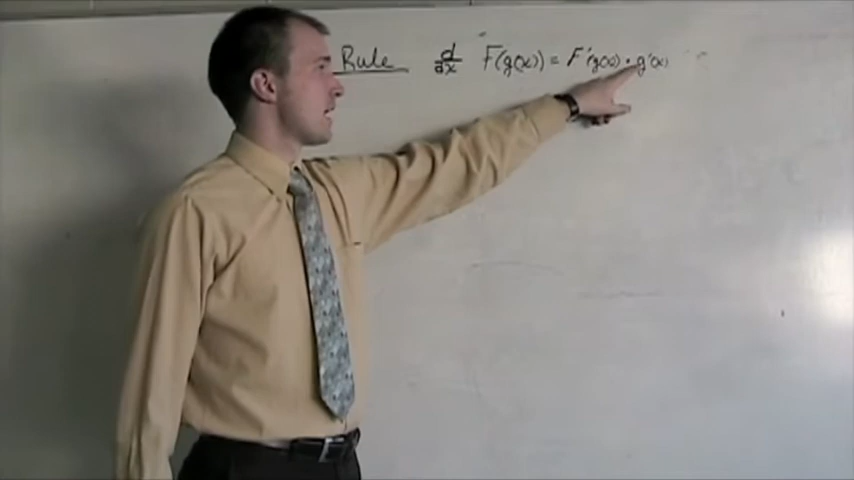 Rule d/dx F(g(x)) = F'(g(x)) · g'(x)